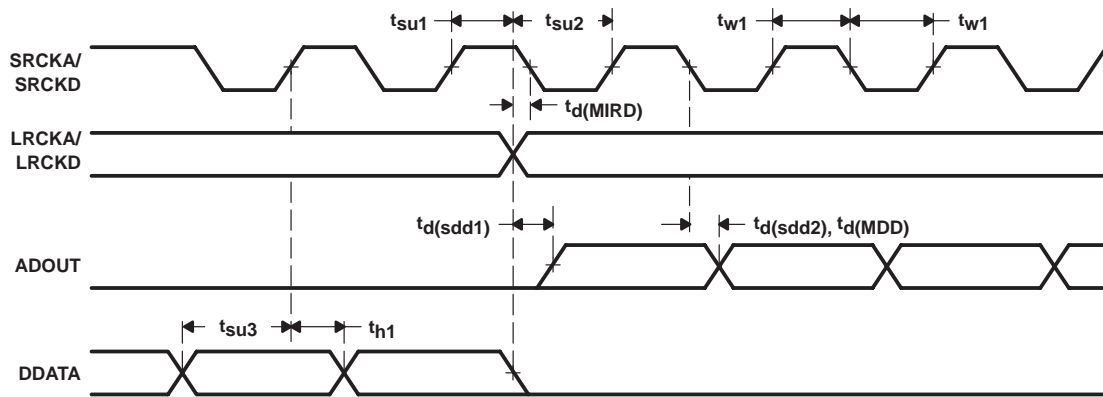 tsu1
tsu2
tw1
tw1
SRCKA/
SRCKD
td(MIRD)
LRCKA/
LRCKD
td(sdd1)
td(sdd2), td(MDD)
ADOUT
tsu3
th1
DDATA